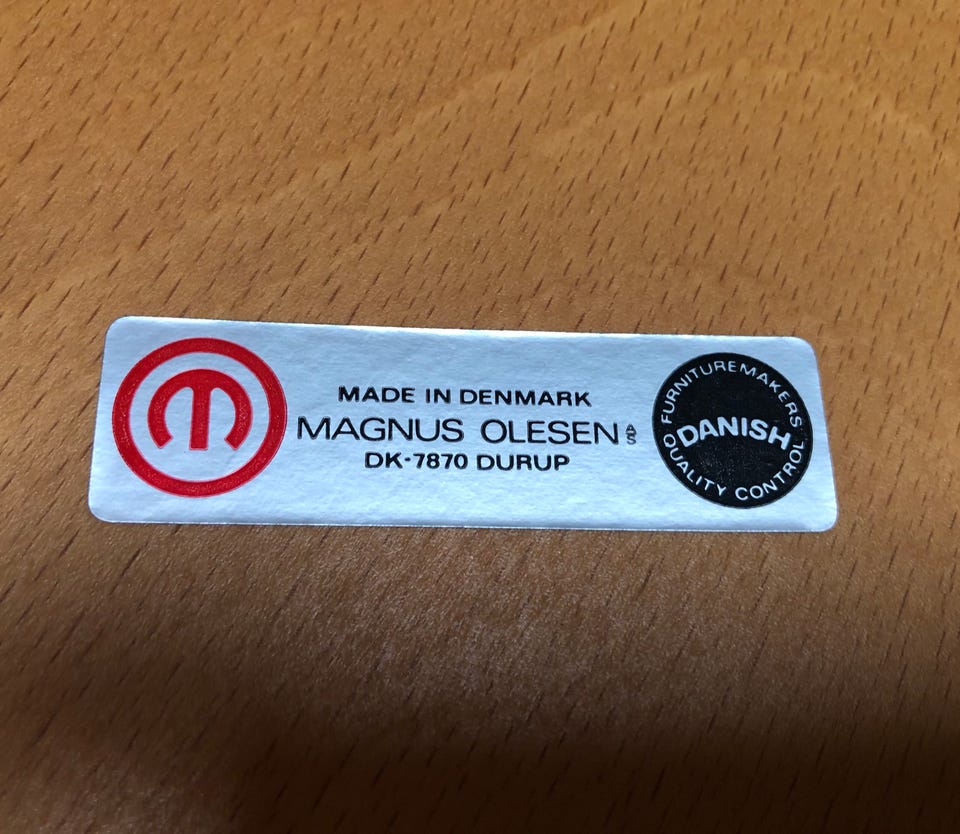 m
MADE IN DENMARK
MAGNUS OLESEN A/S
DK-7870 DURUP
FURNITUREMAKERS
DANISH
QUALITY CONTROL